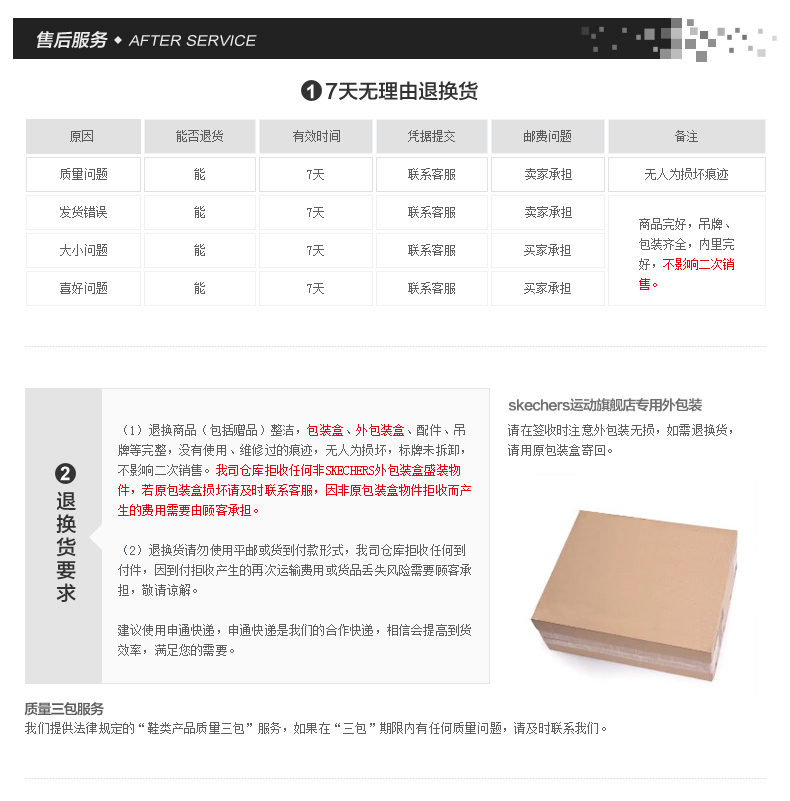 售后服务 ◆ AFTER SERVICE
❶7天无理由退换货
原因 能否退货 有效时间 凭据提交 邮费问题 备注
质量问题 能 7天 联系客服 卖家承担 无人为损坏痕迹
发货错误 能 7天 联系客服 卖家承担
大小问题 能 7天 联系客服 买家承担
喜好问题 能 7天 联系客服 买家承担
商品完好，吊牌、
包装齐全，内里完
好，不影响二次销
售。
❷
退
换
货
要
求
（1）退换商品（包括赠品）整洁，包装盒、外包装盒、配件、吊
牌等完整，没有使用、维修过的痕迹，无人为损坏，标牌未拆卸，
不影响二次销售。我司仓库拒收任何非SKECHERS外包装盒盛装物
件，若原包装盒损坏请及时联系客服，因非原包装盒物件拒收而产
生的费用需要由顾客承担。
（2）退换货请勿使用平邮或货到付款形式，我司仓库拒收任何到
付件，因到付拒收产生的再次运输费用或货品丢失风险需要顾客承
担，敬请谅解。
建议使用申通快递，申通快递是我们的合作快递，相信会提高到货
效率，满足您的需要。
skechers运动旗舰店专用外包装
请在签收时注意外包装无损，如需退换货，
请用原包装盒寄回。
质量三包服务
我们提供法律规定的“鞋类产品质量三包”服务，如果在“三包”期限内有任何质量问题，请及时联系我们。